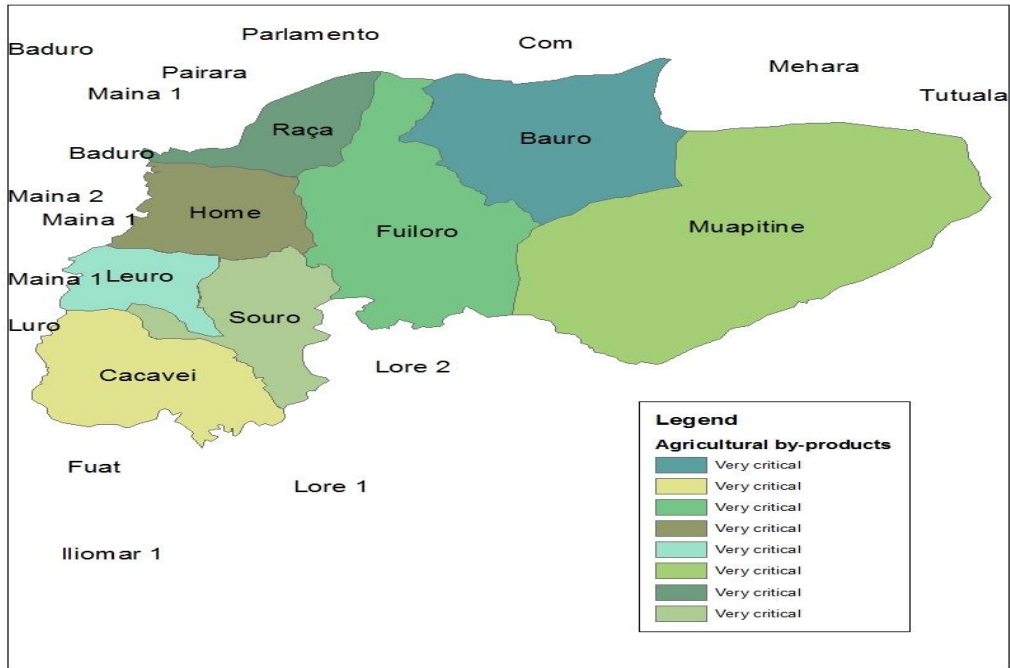 Parlamento
Com
Baduro
Mehara
Pairara
Maina 1
Tutuala
Raça
Bauro
Baduro
Maina 2
Home
Maina 1
Fuiloro
Muapitine
Maina 1
Leuro
Souro
Luro
Lore 2
Cacavei
Fuat
Lore 1
Iliomar 1
Legend
Agricultural by-products
Very critical
Very critical
Very critical
Very critical
Very critical
Very critical
Very critical
Very critical